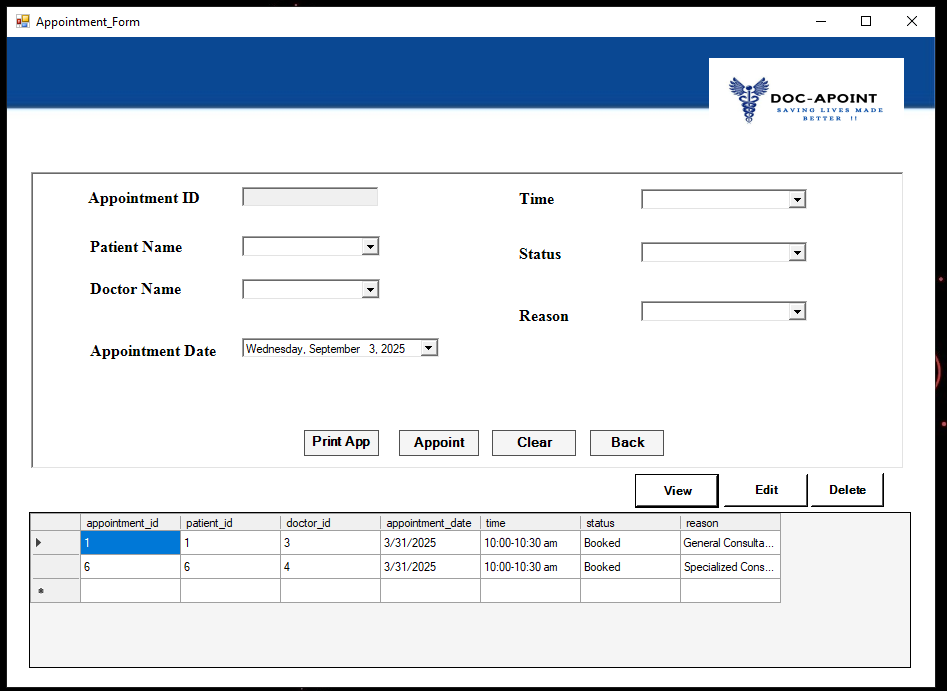 Appointment_Form
DOC-APOINT
SAVING LIVES MADE
BETTER !!
Appointment ID
Time
Patient Name
Status
Doctor Name
Reason
Appointment Date Wednesday, September 3, 2025
Print App Appoint Clear Back
View Edit Delete
appointment_id patient_id doctor_id appointment_date time status reason
1 1 3 3/31/2025 10:00-10:30 am Booked General Consulta...
6 6 4 3/31/2025 10:00-10:30 am Booked Specialized Cons...